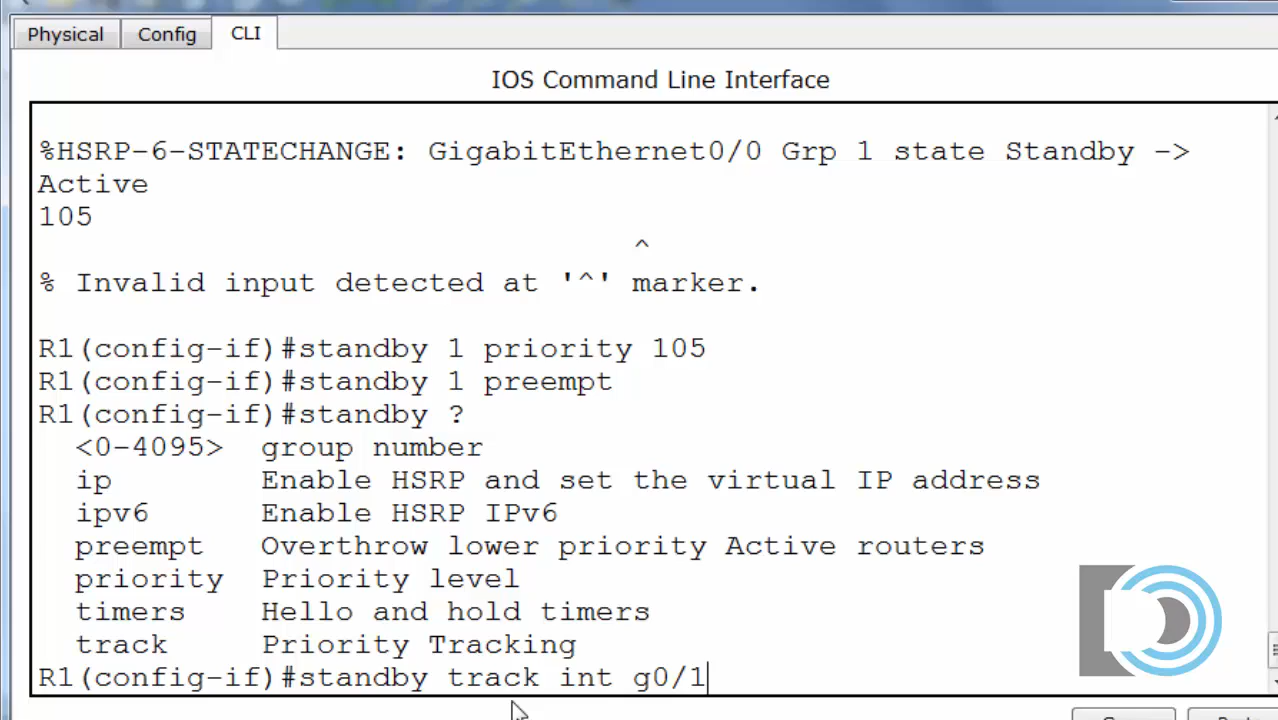 Physical Config CLI
IOS Command Line Interface
%HSRP-6-STATECHANGE: GigabitEthernet0/0 Grp 1 state Standby ->
Active
105
^
% Invalid input detected at '^' marker.
R1(config-if)#standby 1 priority 105
R1(config-if)#standby 1 preempt
R1(config-if)#standby ?
<0-4095> group number
ip Enable HSRP and set the virtual IP address
ipv6 Enable HSRP IPv6
preempt Overthrow lower priority Active routers
priority Priority level
timers Hello and hold timers
track Priority Tracking
R1(config-if)#standby track int g0/1